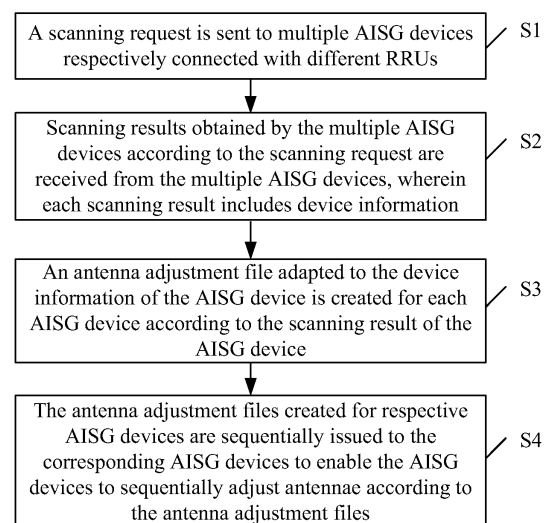 A scanning request is sent to multiple AISG devices
respectively connected with different RRUs
S1
Scanning results obtained by the multiple AISG
devices according to the scanning request are
received from the multiple AISG devices, wherein
each scanning result includes device information
S2
An antenna adjustment file adapted to the device
information of the AISG device is created for each
AISG device according to the scanning result of the
AISG device
S3
The antenna adjustment files created for respective
AISG devices are sequentially issued to the
corresponding AISG devices to enable the AISG
devices to sequentially adjust antennae according to
the antenna adjustment files
S4